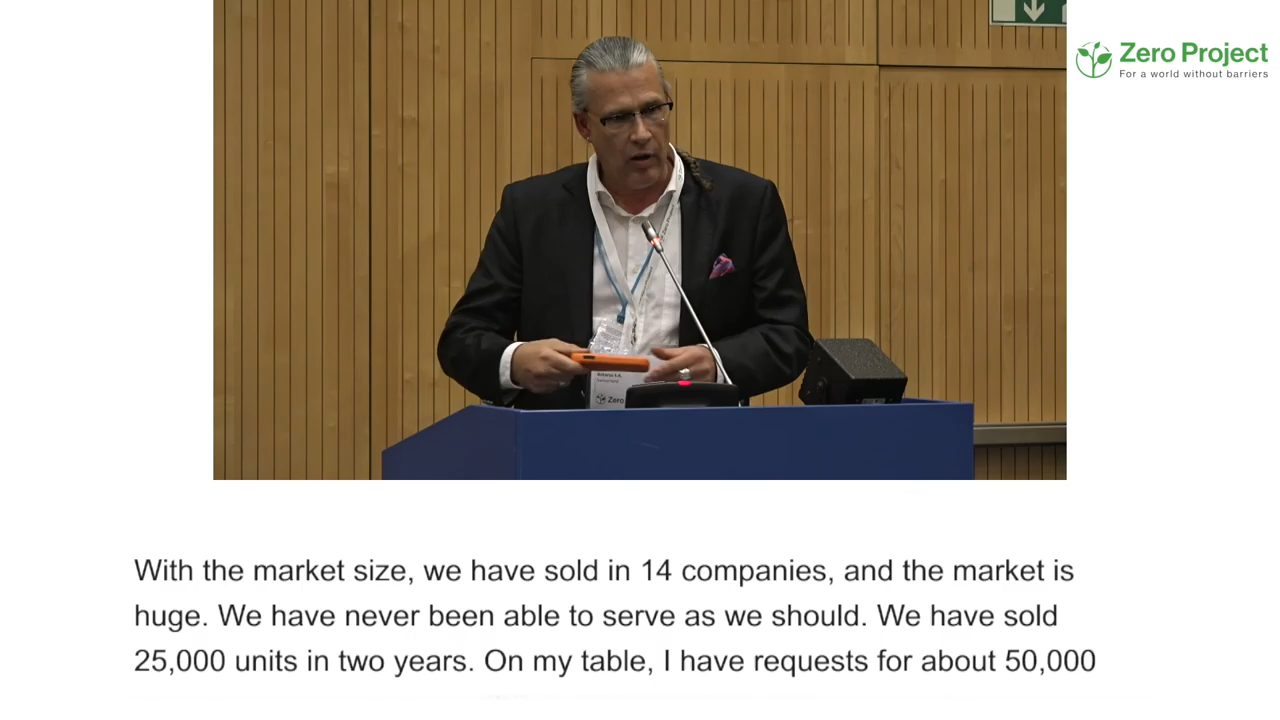 Zero Project
For a world without barriers
Zero
With the market size, we have sold in 14 companies, and the market is
huge. We have never been able to serve as we should. We have sold
25,000 units in two years. On my table, I have requests for about 50,000